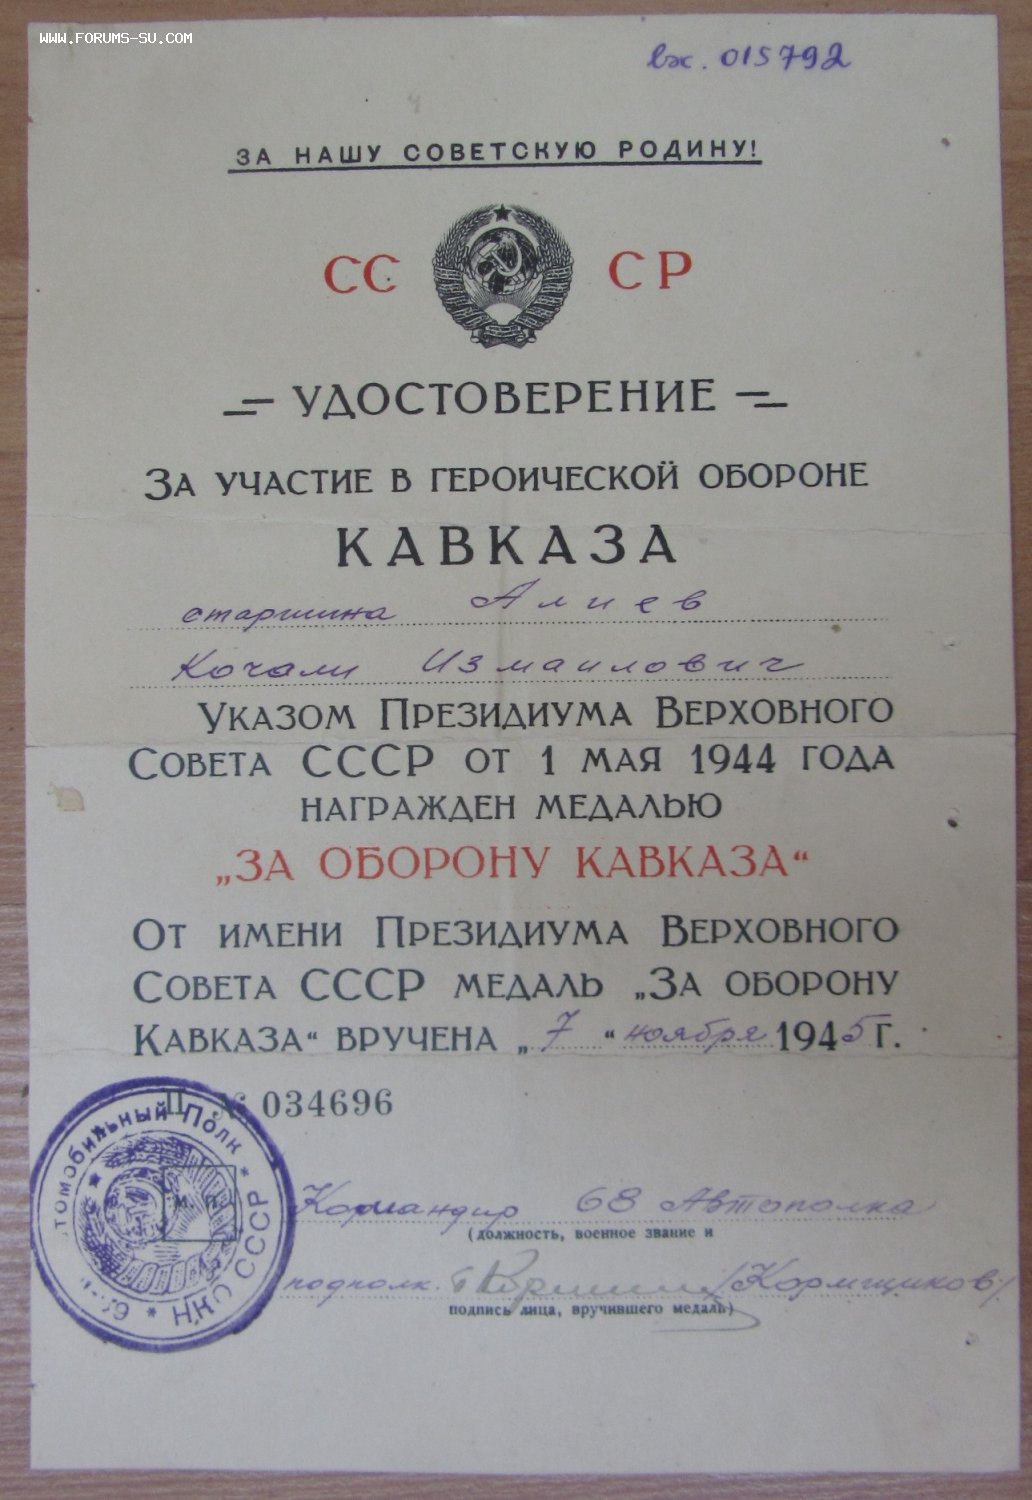 WWW.FORUMS-SU.COM
вх. 015792
ЗА НАШУ СОВЕТСКУЮ РОДИНУ!
СС СР
УДОСТОВЕРЕНИЕ
ЗА УЧАСТИЕ В ГЕРОИЧЕСКОЙ ОБОРОНЕ
КАВКАЗА
старшина Алиев
Кочали Измаилович
УКАЗОМ ПРЕЗИДИУМА ВЕРХОВНОГО
СОВЕТА СССР ОТ 1 МАЯ 1944 ГОДА
НАГРАЖДЕН МЕДАЛЬЮ
„ЗА ОБОРОНУ КАВКАЗА“
ОТ ИМЕНИ ПРЕЗИДИУМА ВЕРХОВНОГО
СОВЕТА СССР МЕДАЛЬ „ЗА ОБОРОНУ
КАВКАЗА“ ВРУЧЕНА „7“ ноября 1945 Г.
П № 034696
томобильный Полк * НКО СССР *
М. П.
Командир 68 Автополка
(должность, военное звание и
подполк. /Кормщиков/
подпись лица, вручившего медаль)